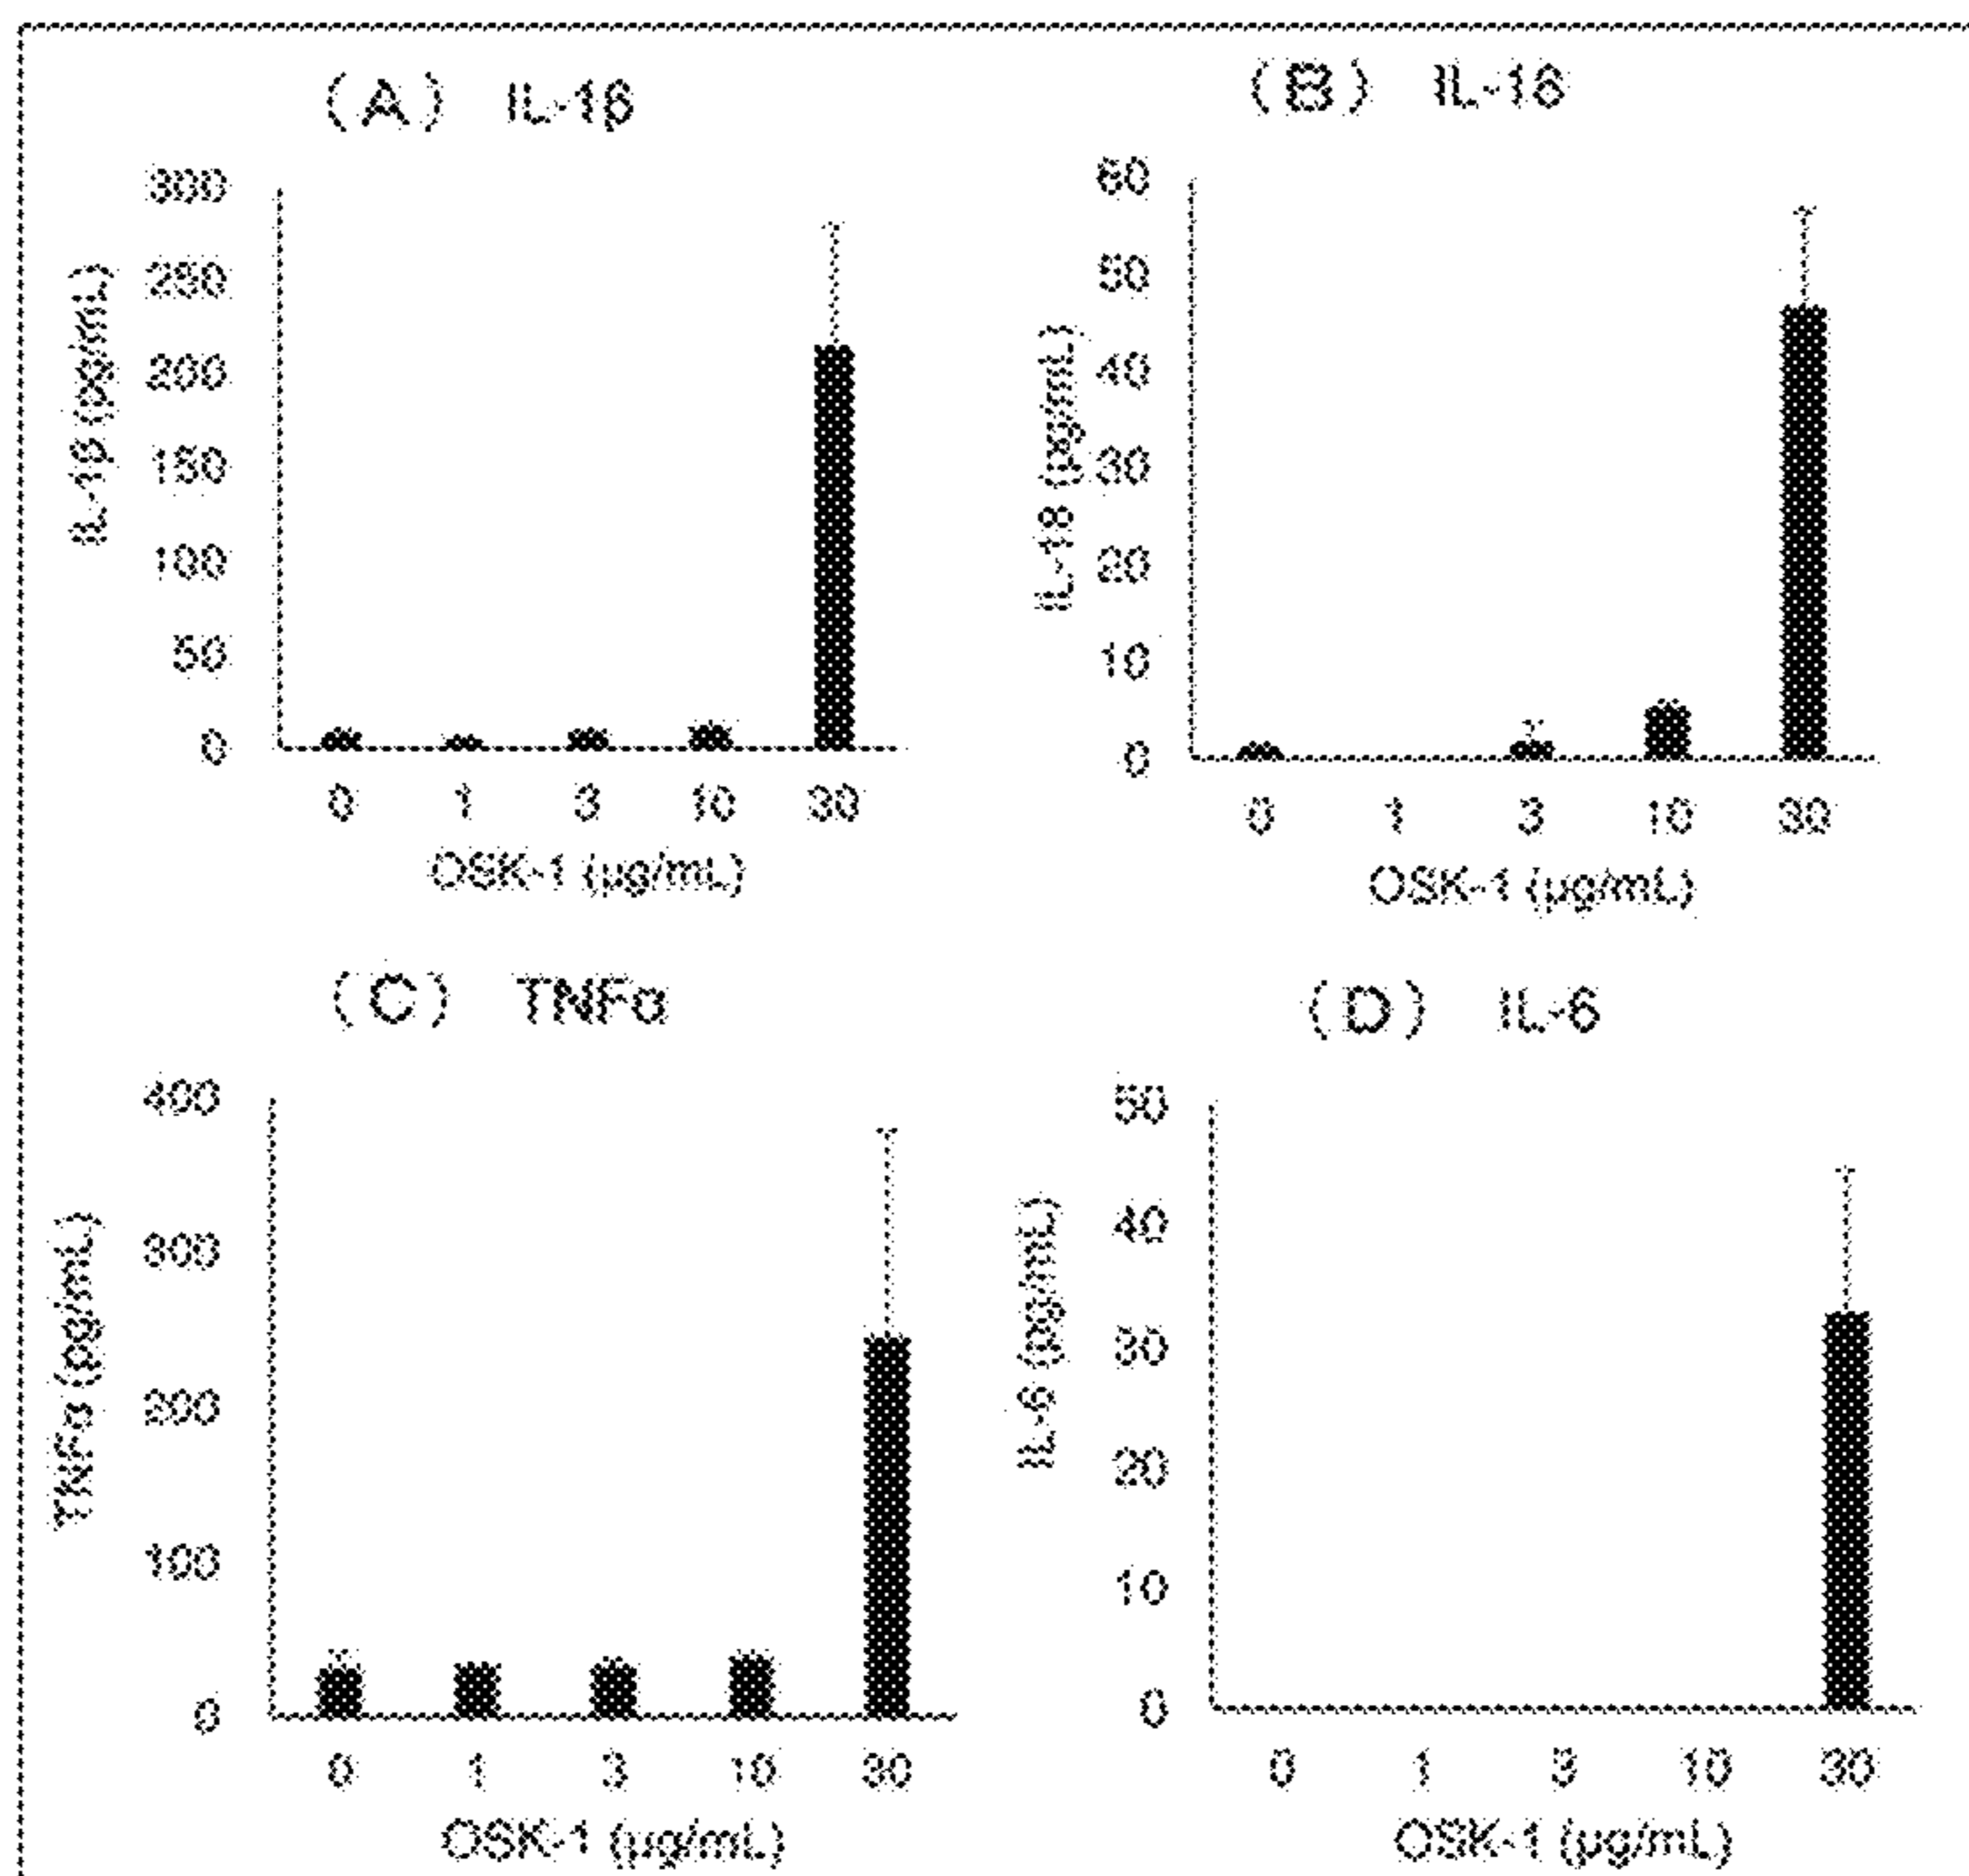 (A) IL-1β
300
250
200
150
100
50
0
IL-1β (pg/mL)
0 1 3 10 30
OSK-1 (μg/mL)
(B) IL-18
60
50
40
30
20
10
0
IL-18 (pg/mL)
0 1 3 10 30
OSK-1 (μg/mL)
(C) TNFα
400
300
200
100
0
TNFα (pg/mL)
0 1 3 10 30
OSK-1 (μg/mL)
(D) IL-6
50
40
30
20
10
0
IL-6 (pg/mL)
0 1 3 10 30
OSK-1 (μg/mL)